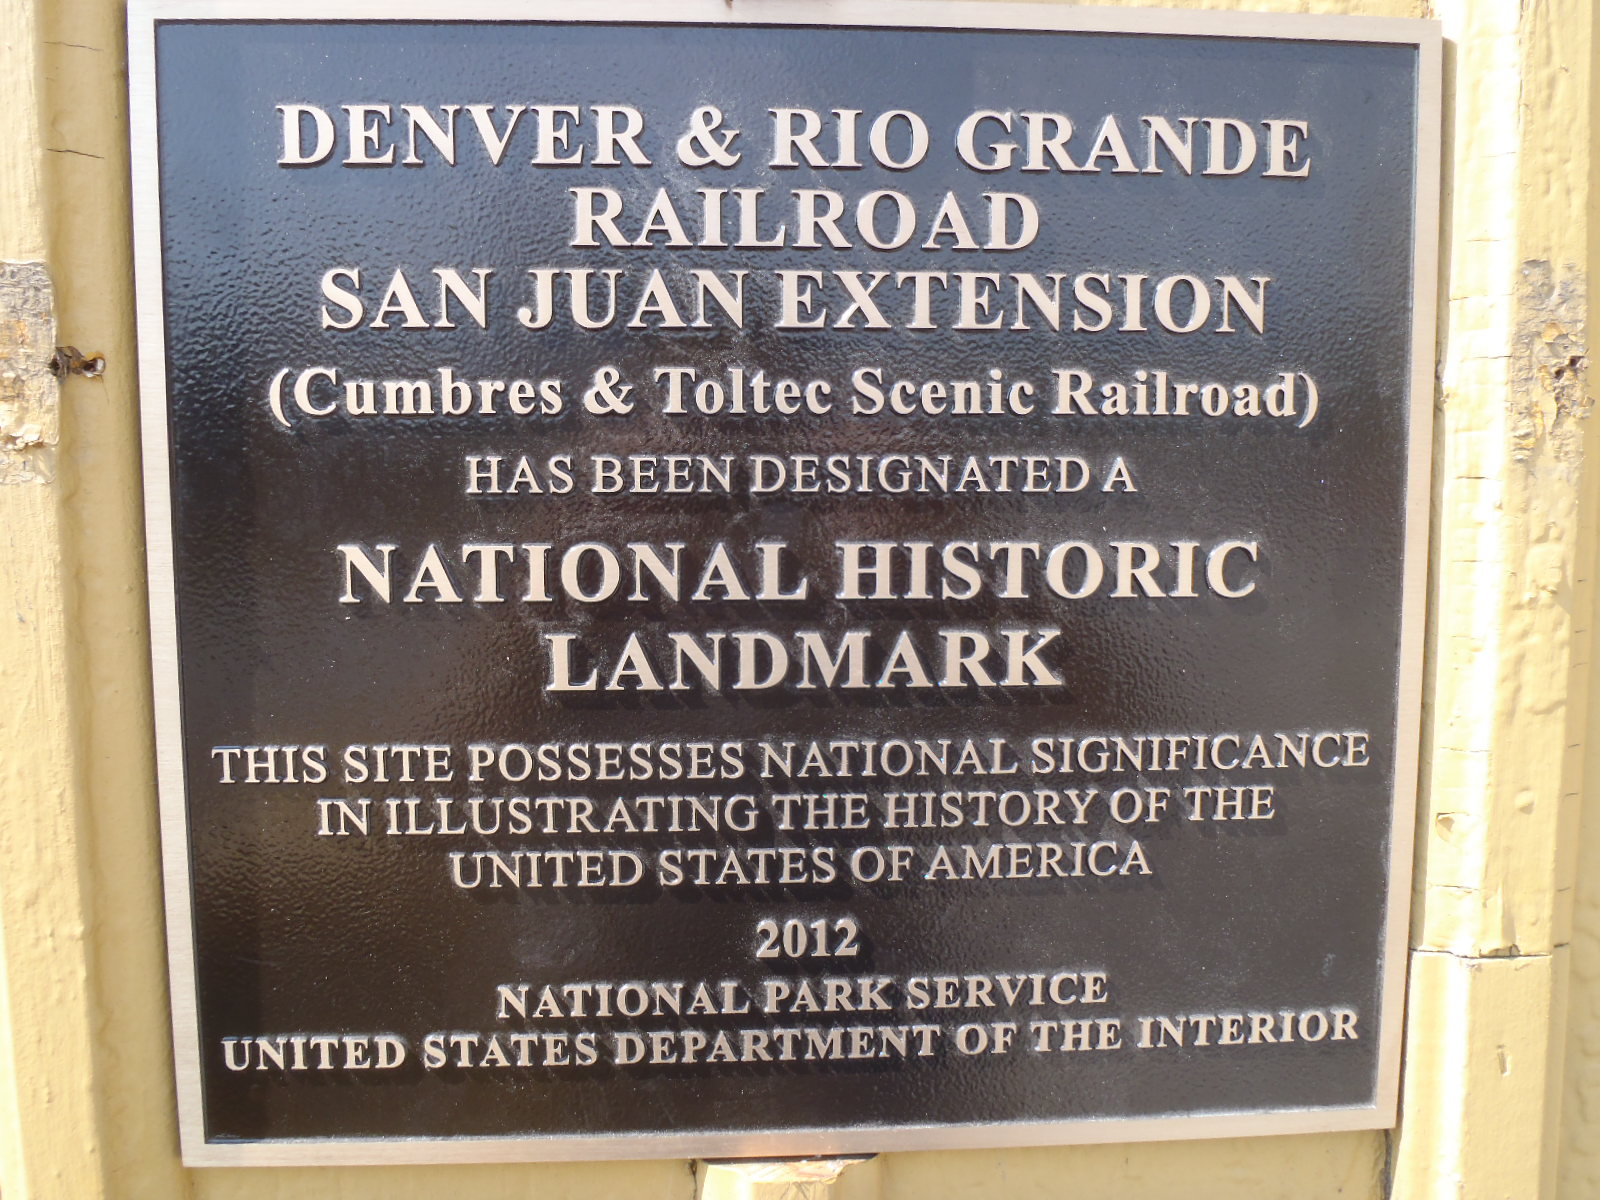 DENVER & RIO GRANDE
RAILROAD
SAN JUAN EXTENSION
(Cumbres & Toltec Scenic Railroad)
HAS BEEN DESIGNATED A
NATIONAL HISTORIC
LANDMARK
THIS SITE POSSESSES NATIONAL SIGNIFICANCE
IN ILLUSTRATING THE HISTORY OF THE
UNITED STATES OF AMERICA
2012
NATIONAL PARK SERVICE
UNITED STATES DEPARTMENT OF THE INTERIOR